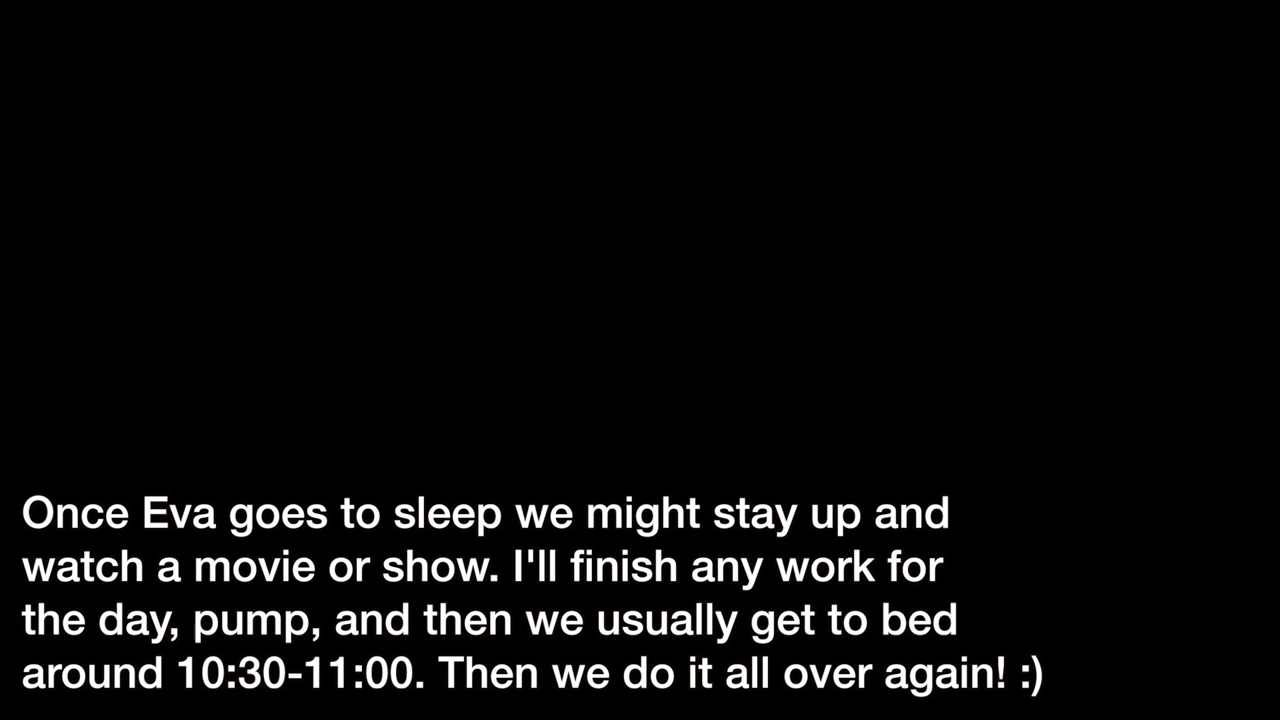 Once Eva goes to sleep we might stay up and
watch a movie or show. I'll finish any work for
the day, pump, and then we usually get to bed
around 10:30-11:00. Then we do it all over again! :)